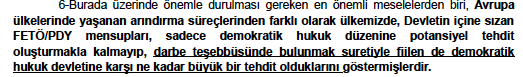 6-Burada üzerinde önemle durulması gereken en önemli meselelerden biri, Avrupa
ülkelerinde yaşanan arındırma süreçlerinden farklı olarak ülkemizde, Devletin içine sızan
FETÖ/PDY mensupları, sadece demokratik hukuk düzenine potansiyel tehdit
oluşturmakla kalmayıp, darbe teşebbüsünde bulunmak suretiyle fiilen de demokratik
hukuk devletine karşı ne kadar büyük bir tehdit olduklarını göstermişlerdir.